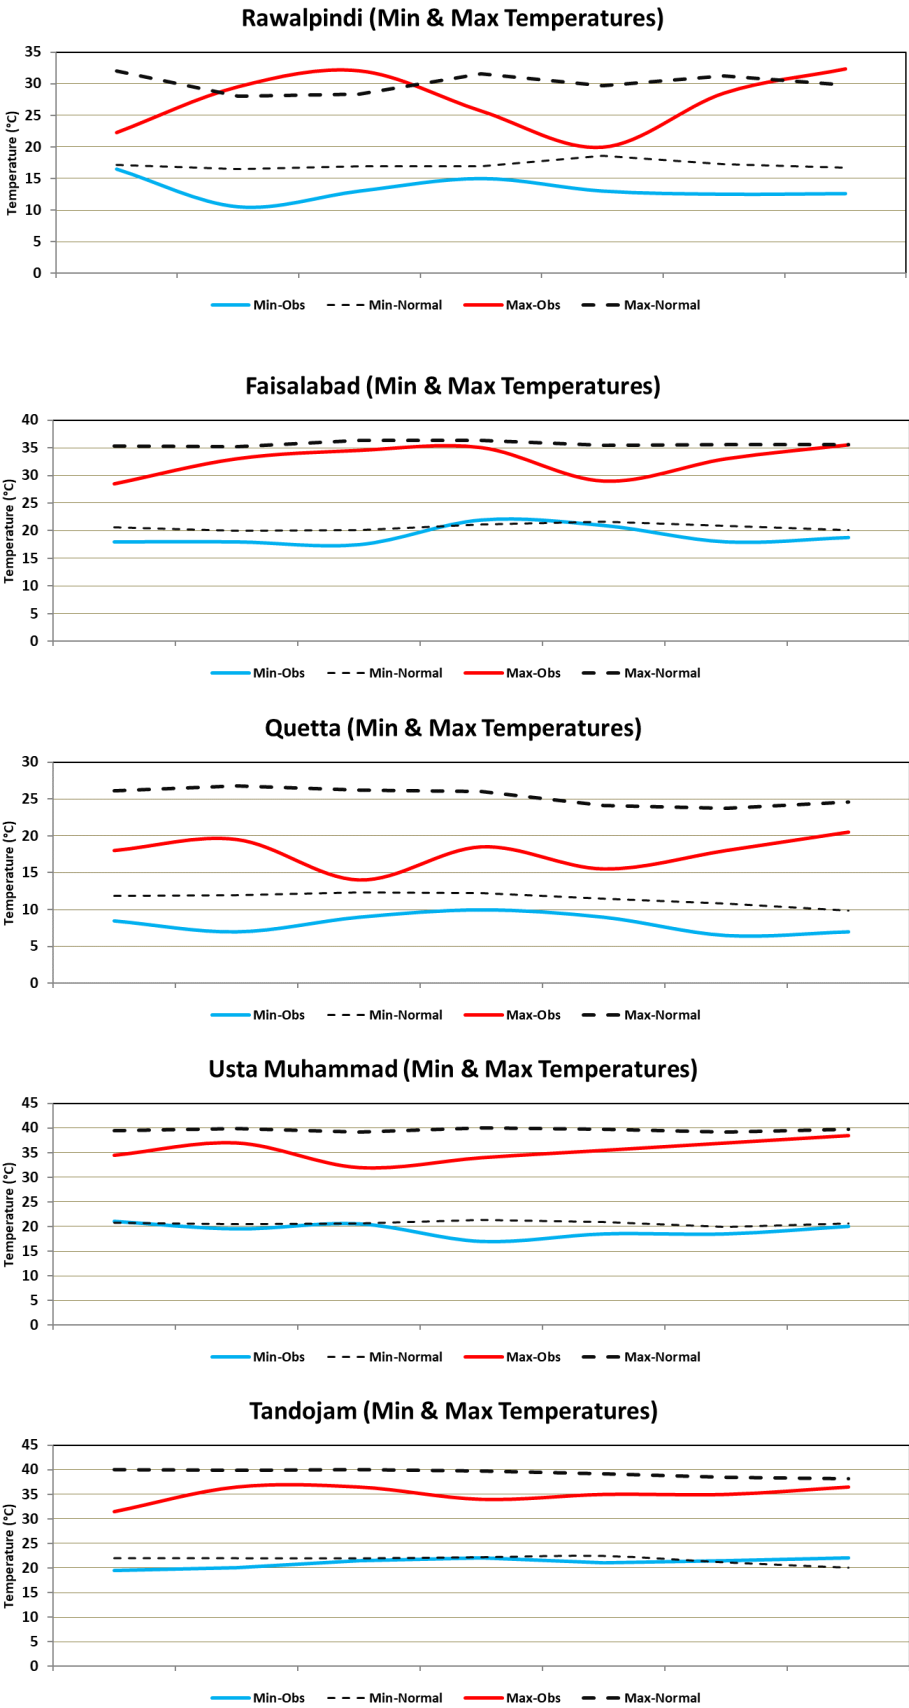 Rawalpindi (Min & Max Temperatures)
35
30
25
20
15
10
5
0
Temperature (°C)
Min-Obs Min-Normal Max-Obs Max-Normal
Faisalabad (Min & Max Temperatures)
40
35
30
25
20
15
10
5
0
Temperature (°C)
Min-Obs Min-Normal Max-Obs Max-Normal
Quetta (Min & Max Temperatures)
30
25
20
15
10
5
0
Temperature (°C)
Min-Obs Min-Normal Max-Obs Max-Normal
Usta Muhammad (Min & Max Temperatures)
45
40
35
30
25
20
15
10
5
0
Temperature (°C)
Min-Obs Min-Normal Max-Obs Max-Normal
Tandojam (Min & Max Temperatures)
45
40
35
30
25
20
15
10
5
0
Temperature (°C)
Min-Obs Min-Normal Max-Obs Max-Normal